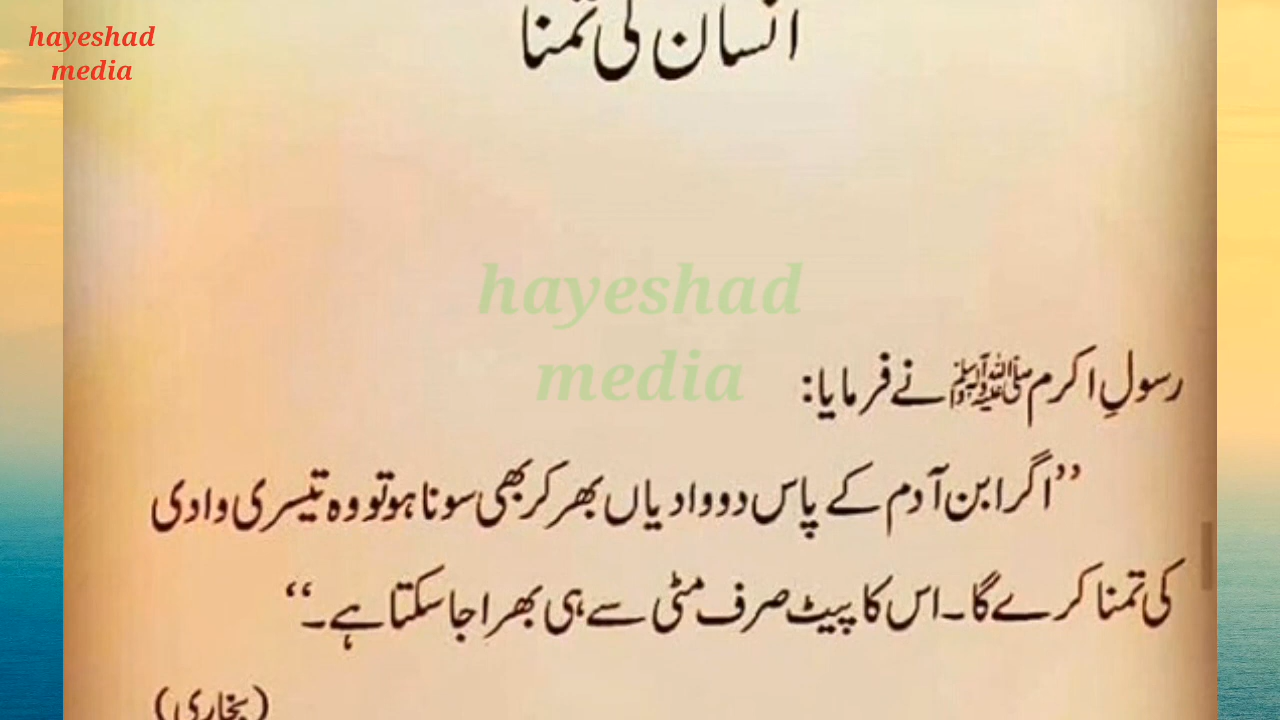 hayeshad
media
انسان کی تمنا
hayeshad
media
رسولِ اکرم ﷺ نے فرمایا:
’’اگر ابن آدم کے پاس دو وادیاں بھر کر بھی سونا ہو تو وہ تیسری وادی
کی تمنا کرے گا۔ اس کا پیٹ صرف مٹی سے ہی بھرا جا سکتا ہے۔‘‘
(بخاری)